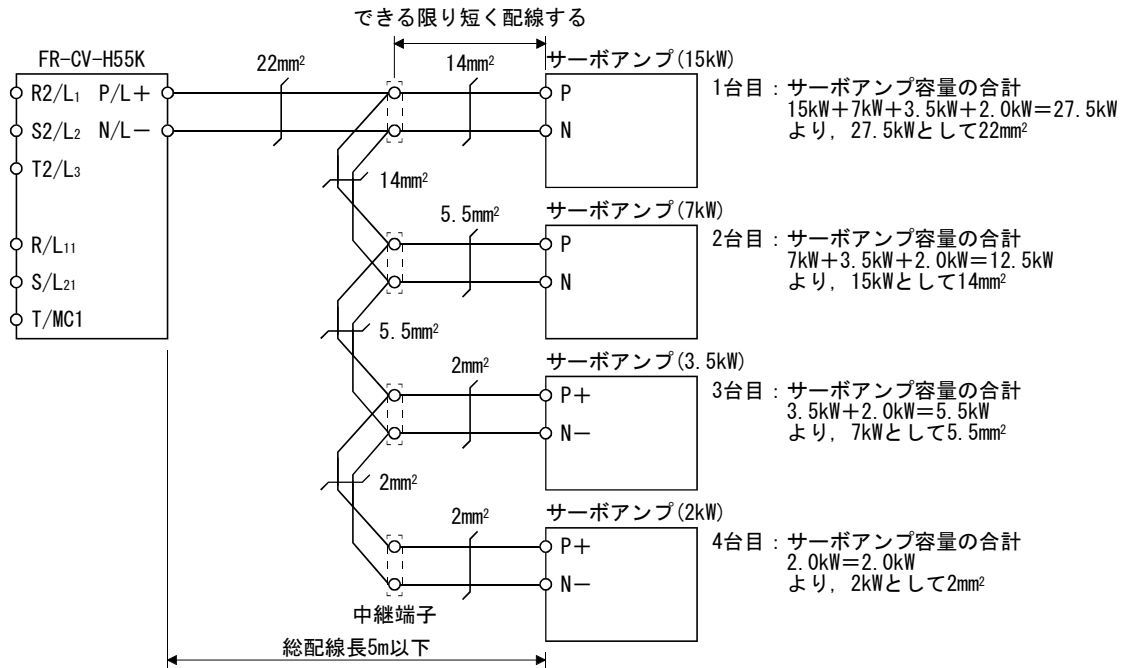 できる限り短く配線する
FR-CV-H55K
22mm²
14mm²
サーボアンプ(15kW)
R2/L1 P/L+
S2/L2 N/L−
T2/L3
R/L11
S/L21
T/MC1
P
N
1台目：サーボアンプ容量の合計
15kW+7kW+3.5kW+2.0kW=27.5kW
より，27.5kWとして22mm²
14mm²
5.5mm²
サーボアンプ(7kW)
P
N
2台目：サーボアンプ容量の合計
7kW+3.5kW+2.0kW=12.5kW
より，15kWとして14mm²
5.5mm²
2mm²
サーボアンプ(3.5kW)
P+
N−
3台目：サーボアンプ容量の合計
3.5kW+2.0kW=5.5kW
より，7kWとして5.5mm²
2mm²
2mm²
サーボアンプ(2kW)
P+
N−
4台目：サーボアンプ容量の合計
2.0kW=2.0kW
より，2kWとして2mm²
中継端子
総配線長5m以下